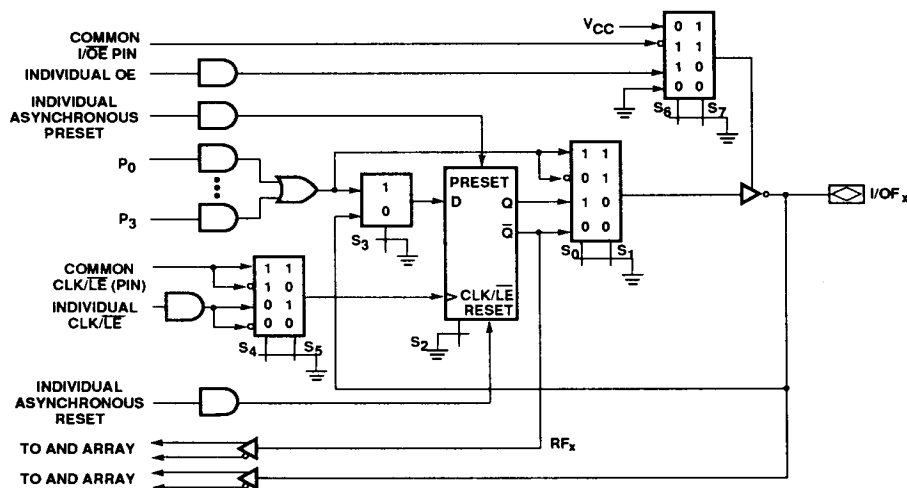 COMMON
I/OE PIN
INDIVIDUAL OE
INDIVIDUAL
ASYNCHRONOUS
PRESET
P0
P3
COMMON
CLK/LE (PIN)
INDIVIDUAL
CLK/LE
INDIVIDUAL
ASYNCHRONOUS
RESET
TO AND ARRAY
TO AND ARRAY
1 1
1 0
0 1
0 0
S4 S5
1
0
S3
PRESET
D Q
Q
CLK/LE
RESET
S2
1 1
0 1
1 0
0 0
S0 S1
VCC
0 1
1 1
1 0
0 0
S6 S7
I/OFx
RFx